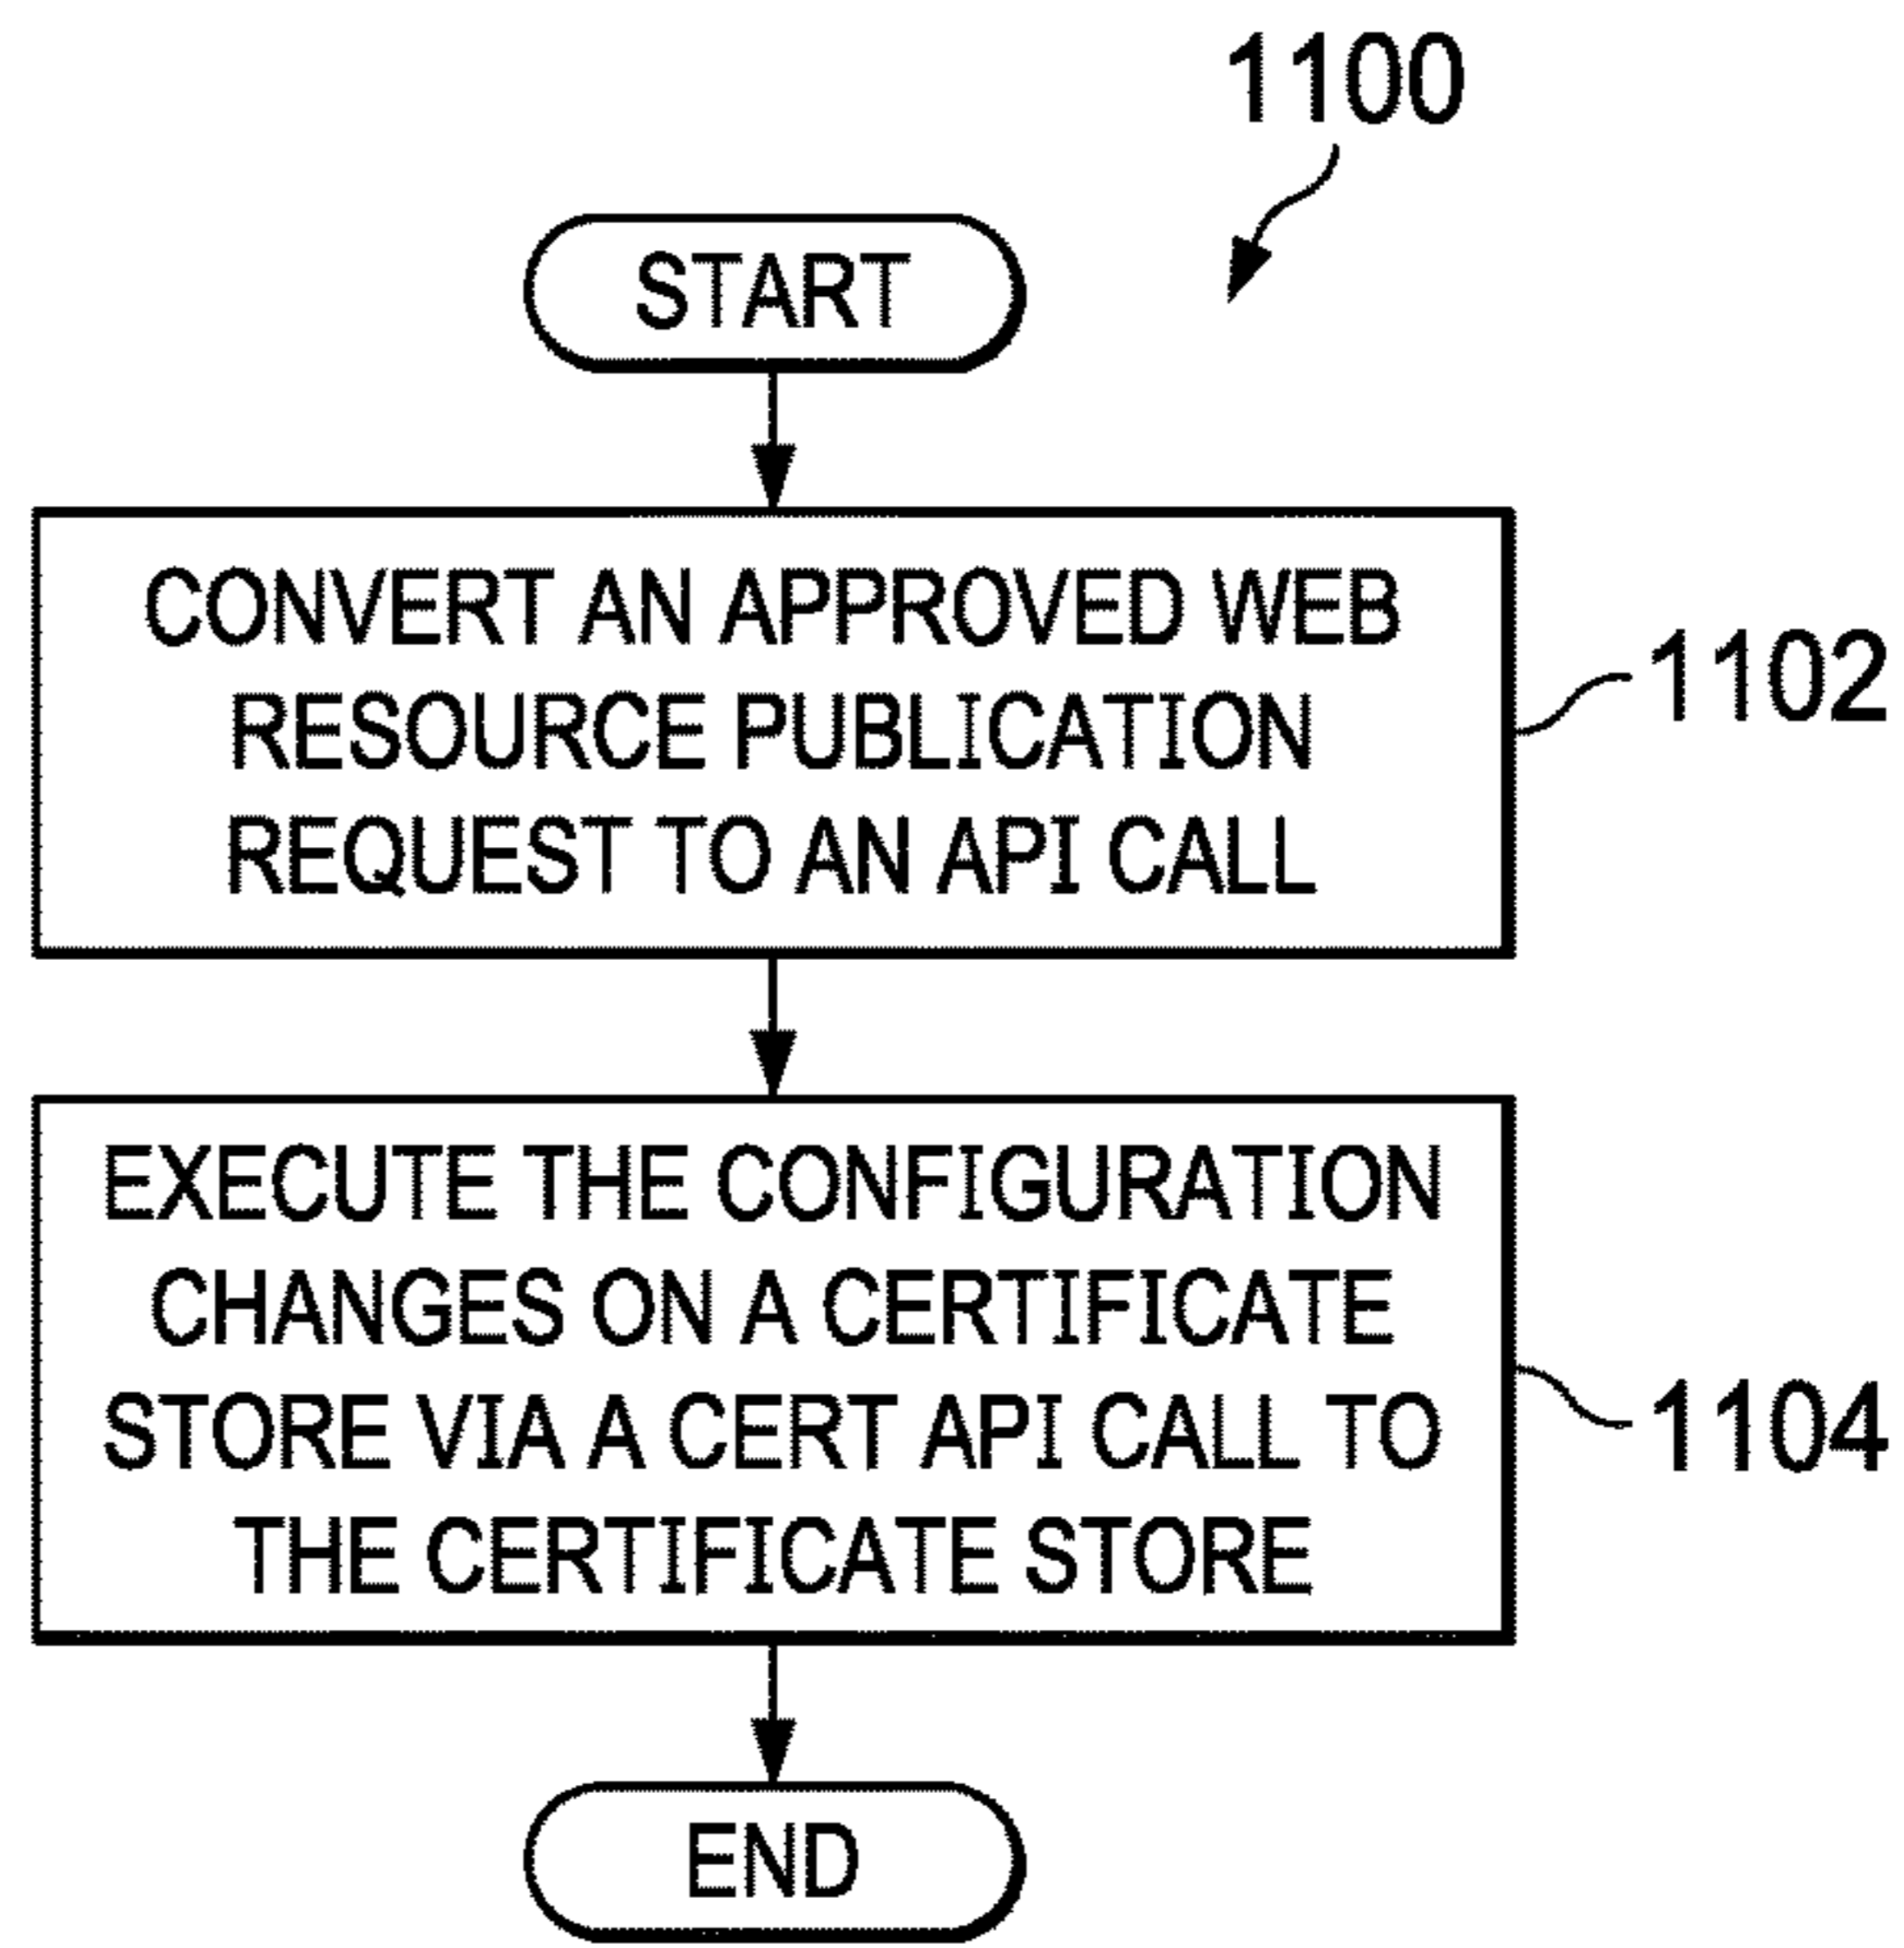 1100
START
CONVERT AN APPROVED WEB
RESOURCE PUBLICATION
REQUEST TO AN API CALL
1102
EXECUTE THE CONFIGURATION
CHANGES ON A CERTIFICATE
STORE VIA A CERT API CALL TO
THE CERTIFICATE STORE
1104
END